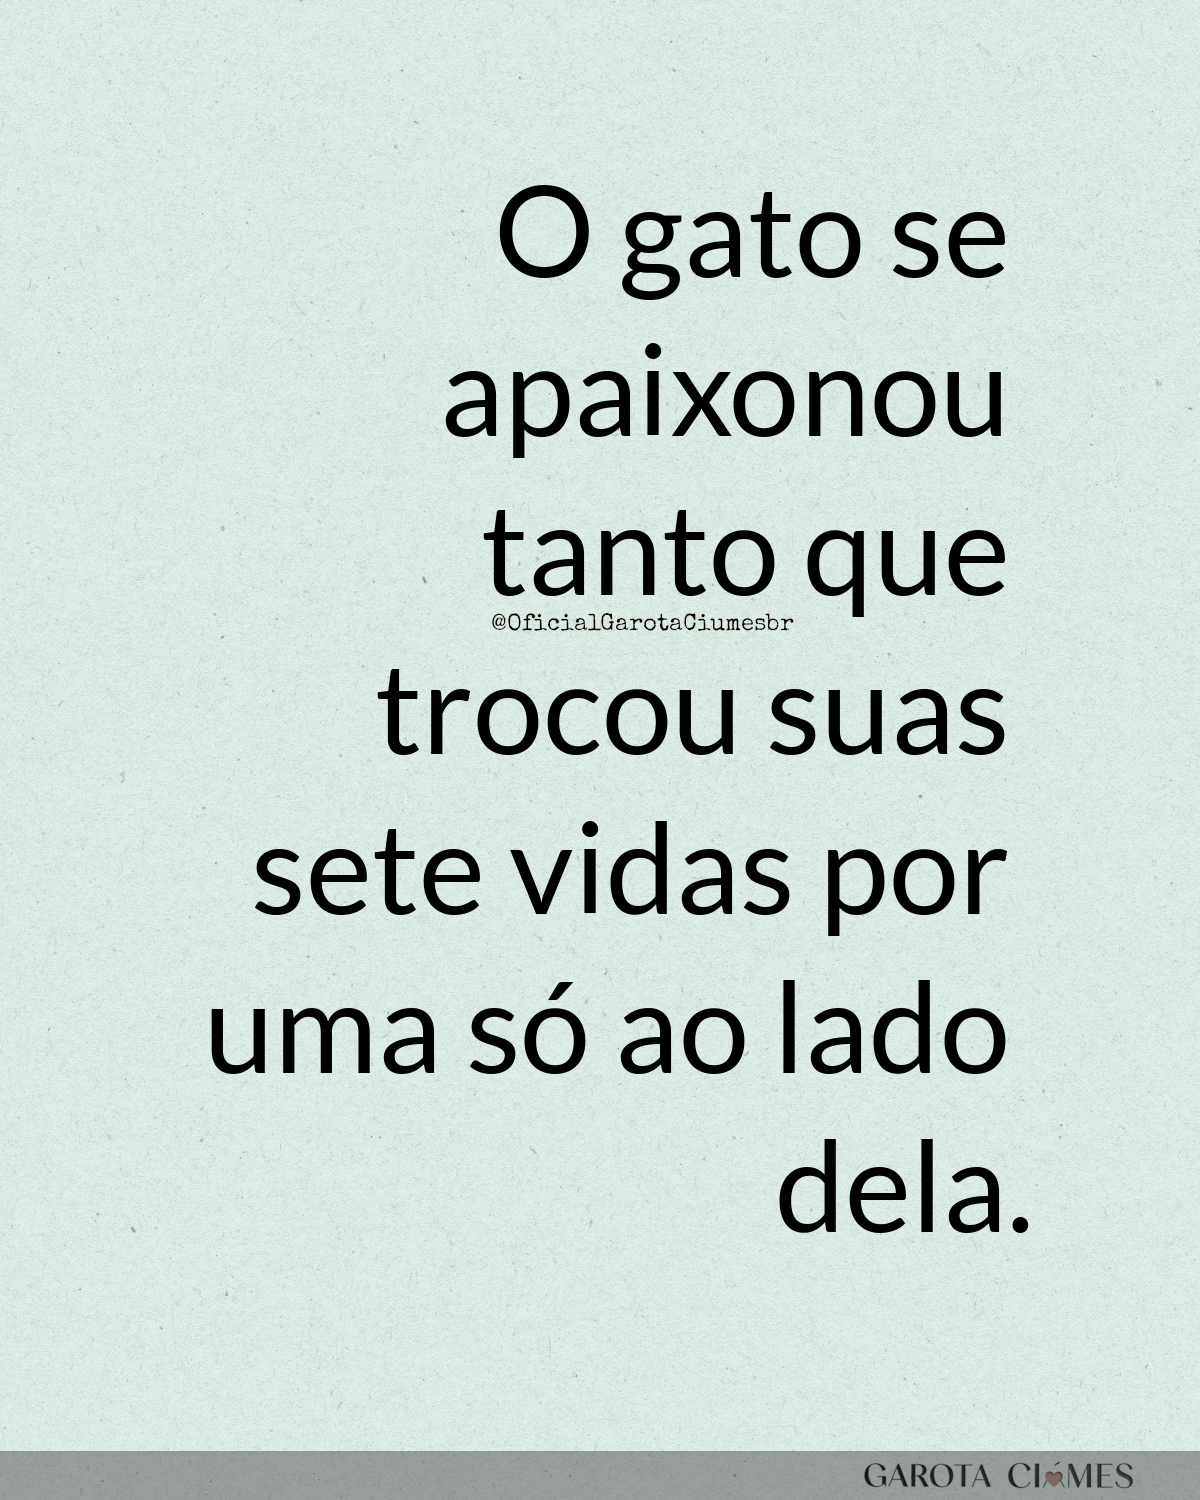 O gato se
apaixonou
tanto que
@OficialGarotaCiumesbr
trocou suas
sete vidas por
uma só ao lado
dela.
GAROTA CIÚMES